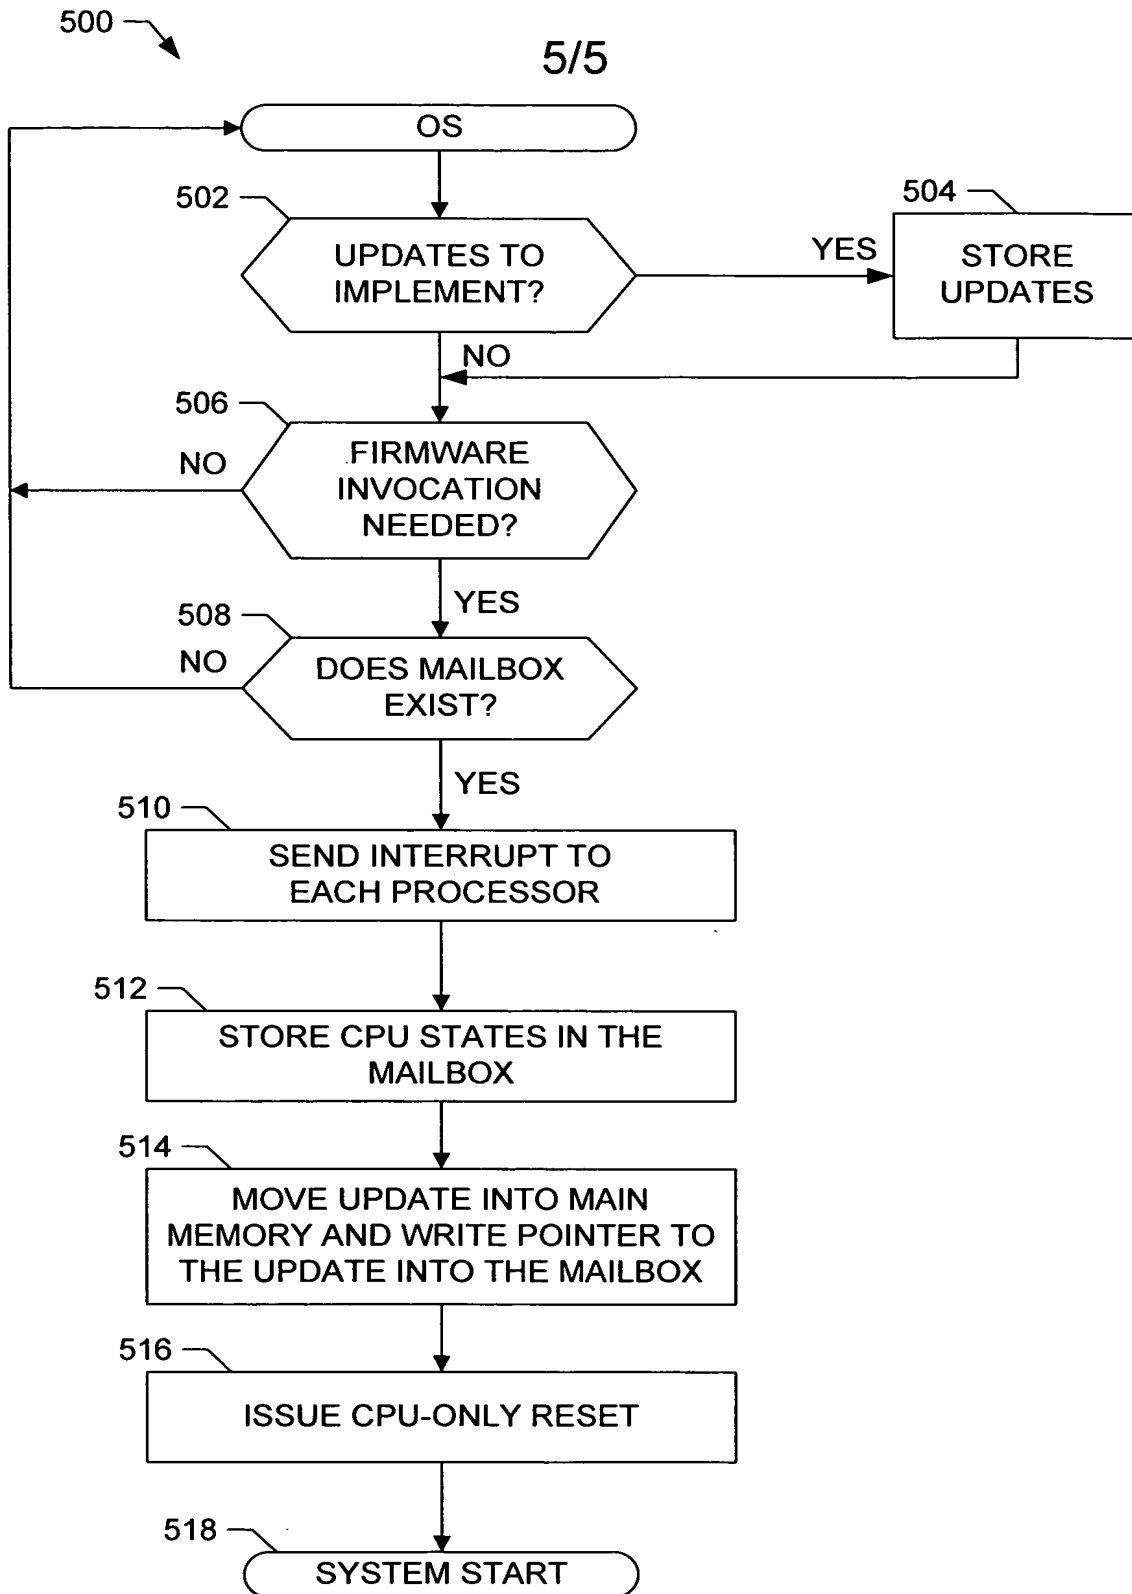 500
5/5
OS
502
UPDATES TO
IMPLEMENT?
YES
504
STORE
UPDATES
NO
506
NO
FIRMWARE
INVOCATION
NEEDED?
YES
508
NO
DOES MAILBOX
EXIST?
YES
510
SEND INTERRUPT TO
EACH PROCESSOR
512
STORE CPU STATES IN THE
MAILBOX
514
MOVE UPDATE INTO MAIN
MEMORY AND WRITE POINTER TO
THE UPDATE INTO THE MAILBOX
516
ISSUE CPU-ONLY RESET
518
SYSTEM START